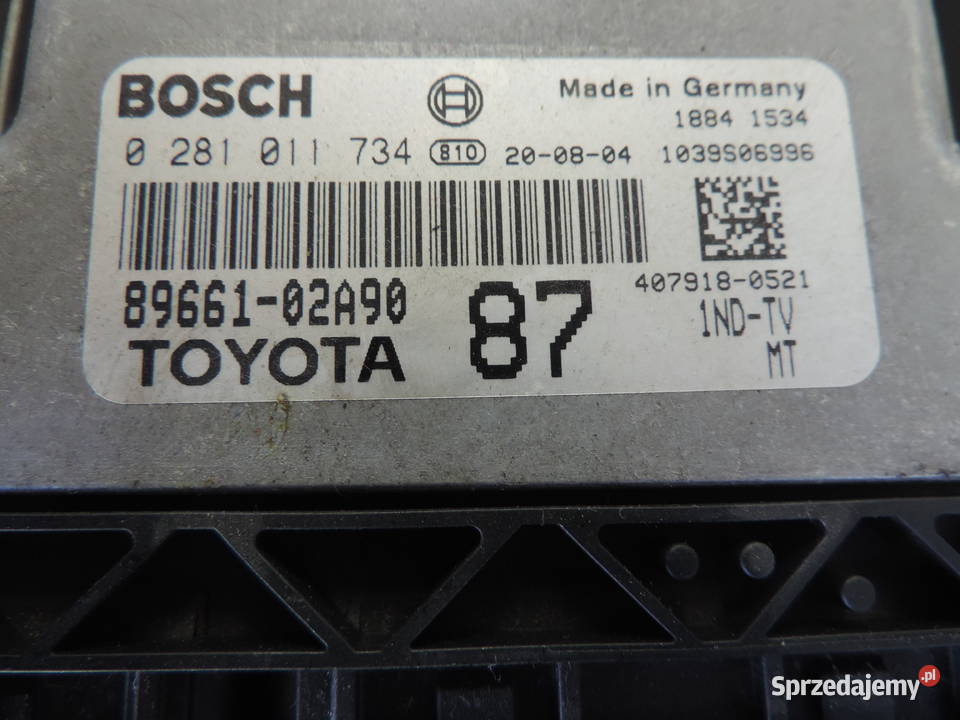 BOSCH Made in Germany
1884 1534
0 281 011 734 810 20-08-04 1039S06996
407918-0521
89661-02A90 87 1ND-TV
TOYOTA MT
Sprzedajemy.pl